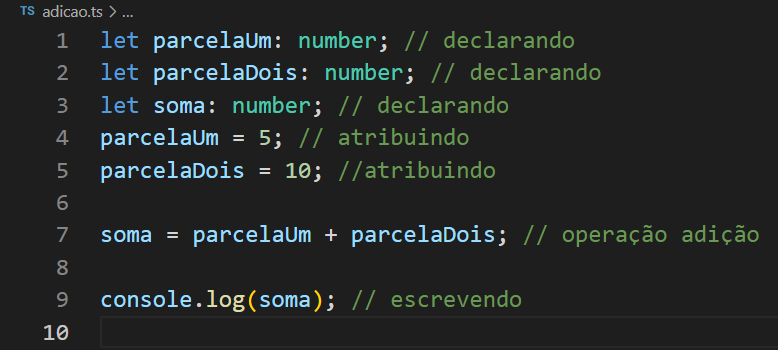 TS adicao.ts > ...
1 let parcelaUm: number; // declarando
2 let parcelaDois: number; // declarando
3 let soma: number; // declarando
4 parcelaUm = 5; // atribuindo
5 parcelaDois = 10; //atribuindo
6
7 soma = parcelaUm + parcelaDois; // operação adição
8
9 console.log(soma); // escrevendo
10